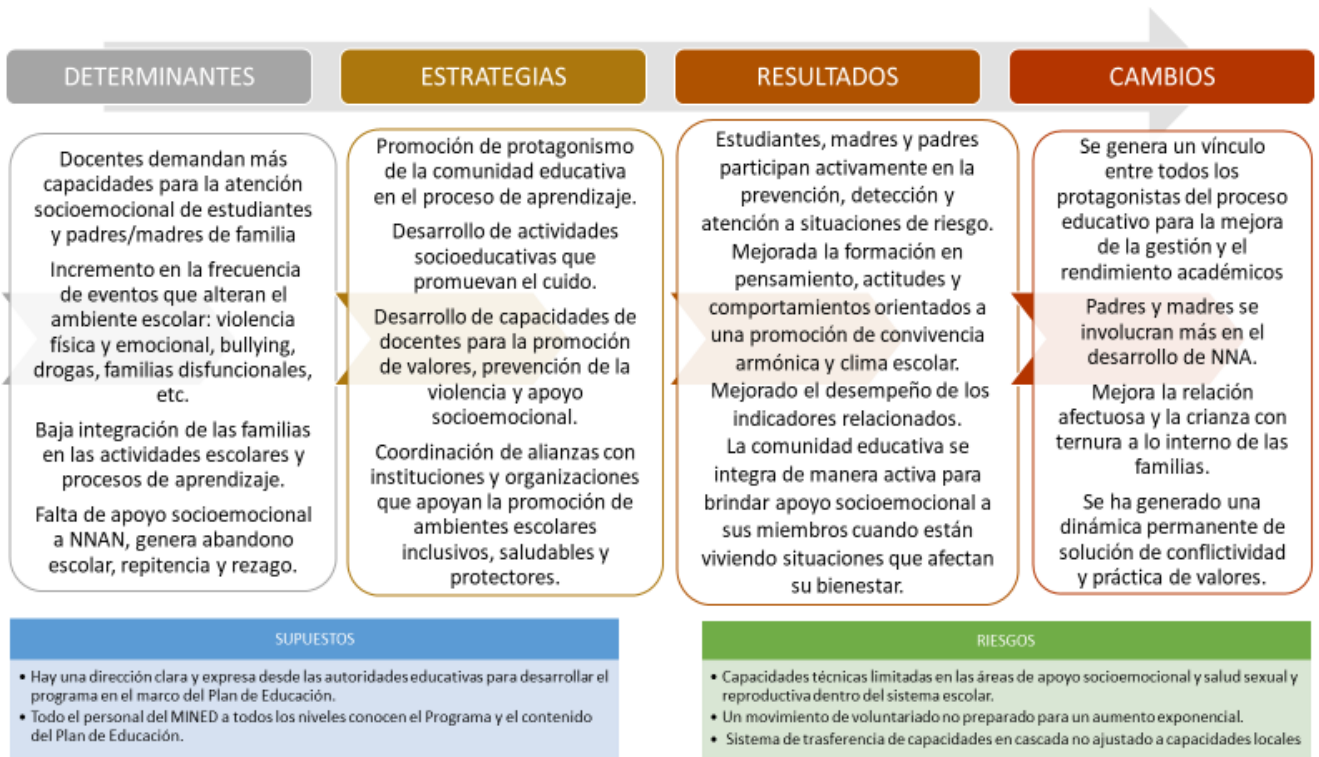 DETERMINANTES
Docentes demandan más
capacidades para la atención
socioemocional de estudiantes
y padres/madres de familia
Incremento en la frecuencia
de eventos que alteran el
ambiente escolar: violencia
física y emocional, bullying,
drogas, familias disfuncionales,
etc.
Baja integración de las familias
en las actividades escolares y
procesos de aprendizaje.
Falta de apoyo socioemocional
a NNAN, genera abandono
escolar, repitencia y rezago.
ESTRATEGIAS
Promoción de protagonismo
de la comunidad educativa
en el proceso de aprendizaje.
Desarrollo de actividades
socioeducativas que
promuevan el cuido.
Desarrollo de capacidades de
docentes para la promoción
de valores, prevención de la
violencia y apoyo
socioemocional.
Coordinación de alianzas con
instituciones y organizaciones
que apoyan la promoción de
ambientes escolares
inclusivos, saludables y
protectores.
RESULTADOS
Estudiantes, madres y padres
participan activamente en la
prevención, detección y
atención a situaciones de riesgo.
Mejorada la formación en
pensamiento, actitudes y
comportamientos orientados a
una promoción de convivencia
armónica y clima escolar.
Mejorado el desempeño de los
indicadores relacionados.
La comunidad educativa se
integra de manera activa para
brindar apoyo socioemocional a
sus miembros cuando están
viviendo situaciones que afectan
su bienestar.
CAMBIOS
Se genera un vínculo
entre todos los
protagonistas del proceso
educativo para la mejora
de la gestión y el
rendimiento académicos
Padres y madres se
involucran más en el
desarrollo de NNA.
Mejora la relación
afectuosa y la crianza con
ternura a lo interno de las
familias.
Se ha generado una
dinámica permanente de
solución de conflictividad
y práctica de valores.
SUPUESTOS
• Hay una dirección clara y expresa desde las autoridades educativas para desarrollar el
programa en el marco del Plan de Educación.
• Todo el personal del MINED a todos los niveles conocen el Programa y el contenido
del Plan de Educación.
RIESGOS
• Capacidades técnicas limitadas en las áreas de apoyo socioemocional y salud sexual y
reproductiva dentro del sistema escolar.
• Un movimiento de voluntariado no preparado para un aumento exponencial.
• Sistema de trasferencia de capacidades en cascada no ajustado a capacidades locales